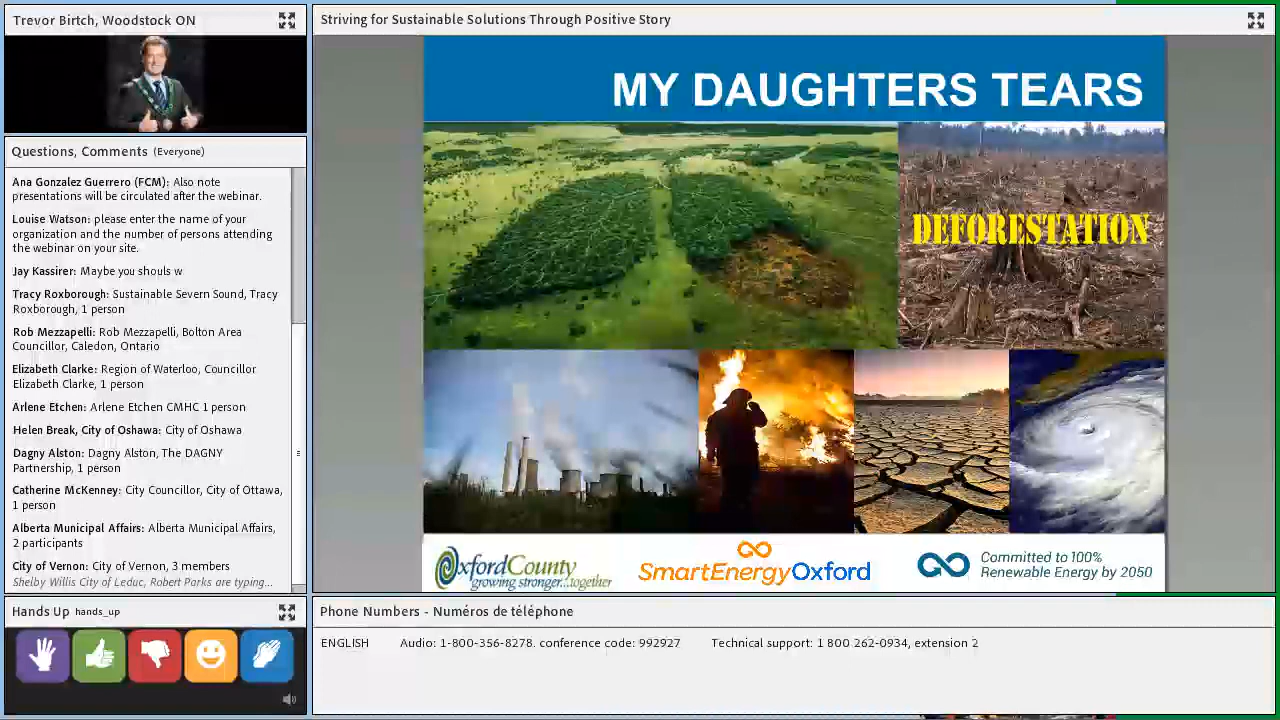 Trevor Birtch, Woodstock ON
Striving for Sustainable Solutions Through Positive Story
MY DAUGHTERS TEARS
DEFORESTATION
Questions, Comments (Everyone)
Ana Gonzalez Guerrero (FCM): Also note
presentations will be circulated after the webinar.
Louise Watson: please enter the name of your
organization and the number of persons attending
the webinar on your site.
Jay Kassirer: Maybe you shouls w
Tracy Roxborough: Sustainable Severn Sound, Tracy
Roxborough, 1 person
Rob Mezzapelli: Rob Mezzapelli, Bolton Area
Councillor, Caledon, Ontario
Elizabeth Clarke: Region of Waterloo, Councillor
Elizabeth Clarke, 1 person
Arlene Etchen: Arlene Etchen CMHC 1 person
Helen Break, City of Oshawa: City of Oshawa
Dagny Alston: Dagny Alston, The DAGNY
Partnership, 1 person
Catherine McKenney: City Councillor, City of Ottawa,
1 person
Alberta Municipal Affairs: Alberta Municipal Affairs,
2 participants
City of Vernon: City of Vernon, 3 members
Shelby Willis City of Leduc, Robert Parks are typing...
OxfordCounty
growing stronger...together
SmartEnergyOxford
Committed to 100%
Renewable Energy by 2050
Hands Up hands_up
Phone Numbers - Numéros de téléphone
ENGLISH Audio: 1-800-356-8278. conference code: 992927 Technical support: 1 800 262-0934, extension 2